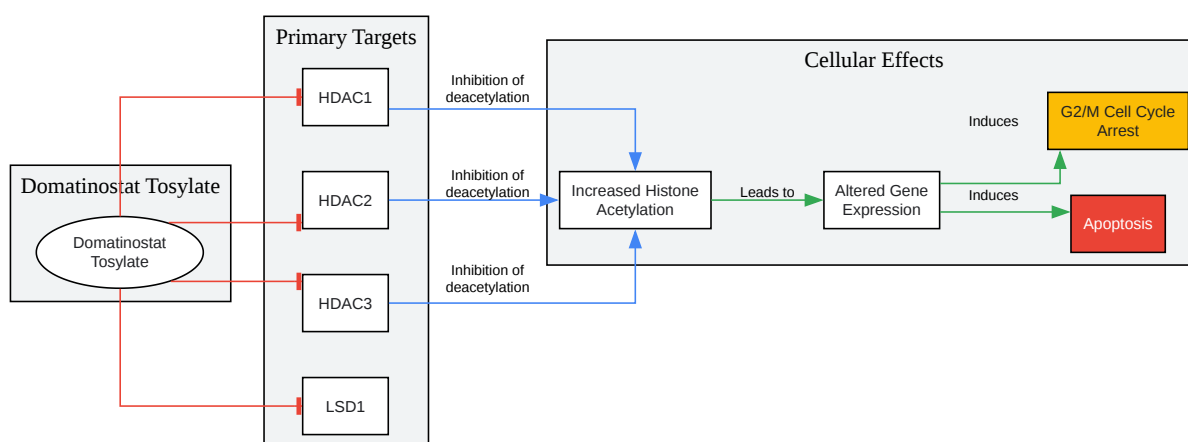 Primary Targets
Cellular Effects
Domatinostat Tosylate
Domatinostat
Tosylate
HDAC1
HDAC2
HDAC3
LSD1
Inhibition of
deacetylation
Inhibition of
deacetylation
Inhibition of
deacetylation
Increased Histone
Acetylation
Leads to
Altered Gene
Expression
Induces
G2/M Cell Cycle
Arrest
Induces
Apoptosis